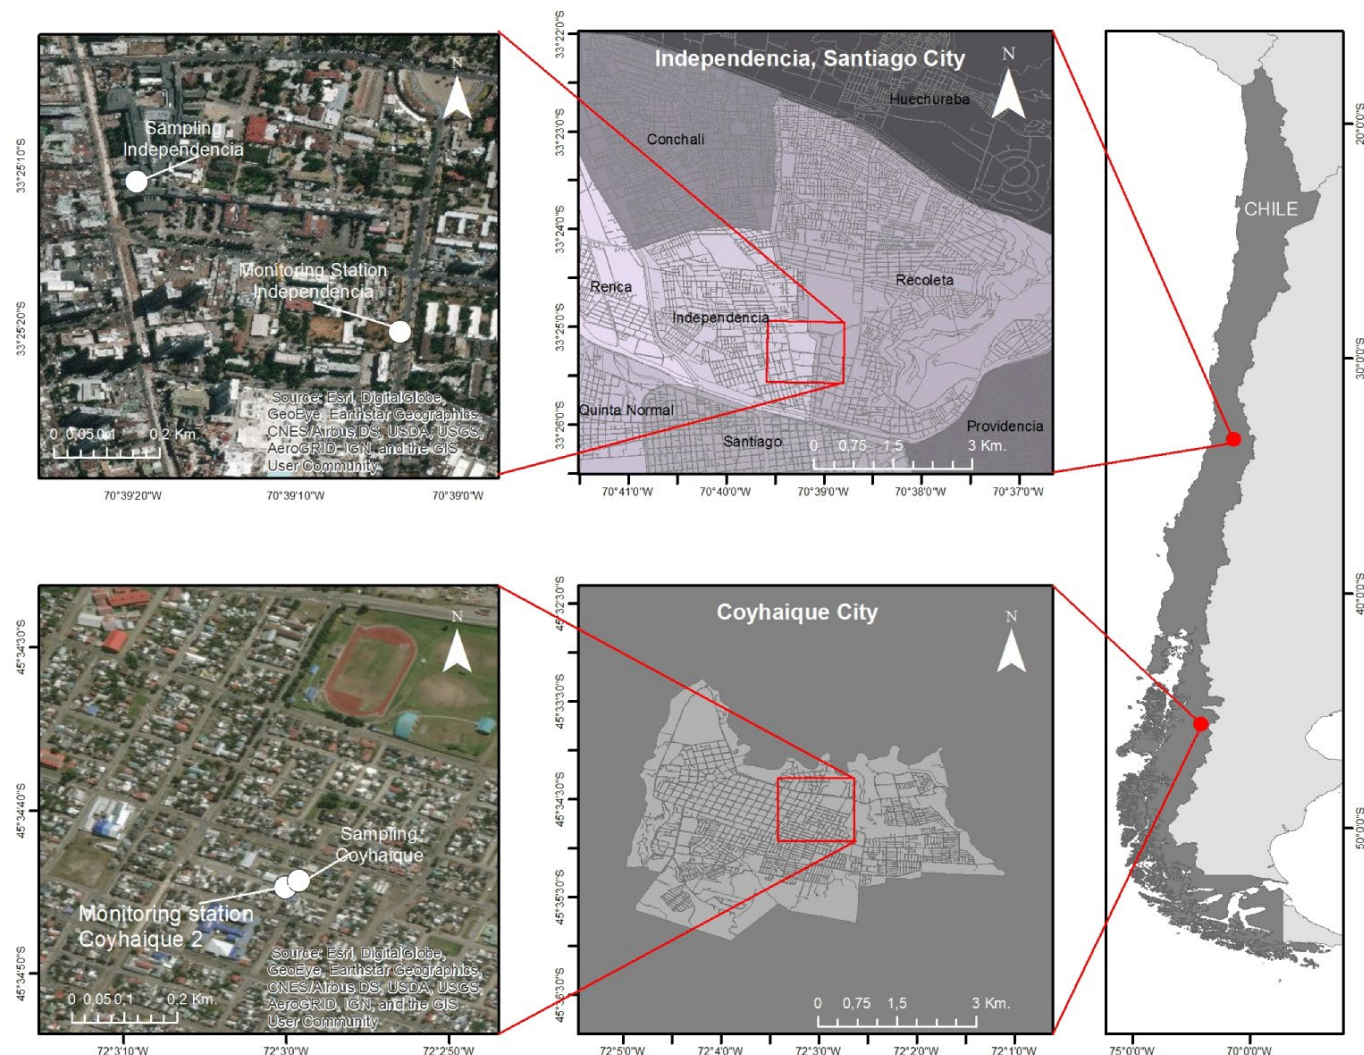 N
Sampling
Independencia
Monitoring Station
Independencia
Source: Esri, DigitalGlobe,
GeoEye, Earthstar Geographics,
CNES/Airbus DS, USDA, USGS,
AeroGRID, IGN, and the GIS
User Community
0 0,05 0,1 0,2 Km.
33°25'10"S
33°25'20"S
70°39'20"W
70°39'10"W
70°39'0"W
Independencia, Santiago City
N
Huechuraba
Conchali
Recoleta
Renca
Independencia
Quinta Normal
Santiago
Providencia
0 0,75 1,5 3 Km.
33°22'0"S
33°23'0"S
33°24'0"S
33°25'0"S
33°26'0"S
70°41'0"W
70°40'0"W
70°39'0"W
70°38'0"W
70°37'0"W
CHILE
20°0'0"S
30°0'0"S
40°0'0"S
50°0'0"S
75°0'0"W
70°0'0"W
N
Sampling
Coyhaique
Monitoring station
Coyhaique 2
Source: Esri, DigitalGlobe,
GeoEye, Earthstar Geographics,
CNES/Airbus DS, USDA, USGS,
AeroGRID, IGN, and the GIS
User Community
0 0,05 0,1 0,2 Km.
45°34'30"S
45°34'40"S
45°34'50"S
72°3'10"W
72°3'0"W
72°2'50"W
Coyhaique City
N
0 0,75 1,5 3 Km.
45°32'30"S
45°33'30"S
45°34'30"S
45°35'30"S
45°36'30"S
72°5'0"W
72°4'0"W
72°3'0"W
72°2'0"W
72°1'0"W